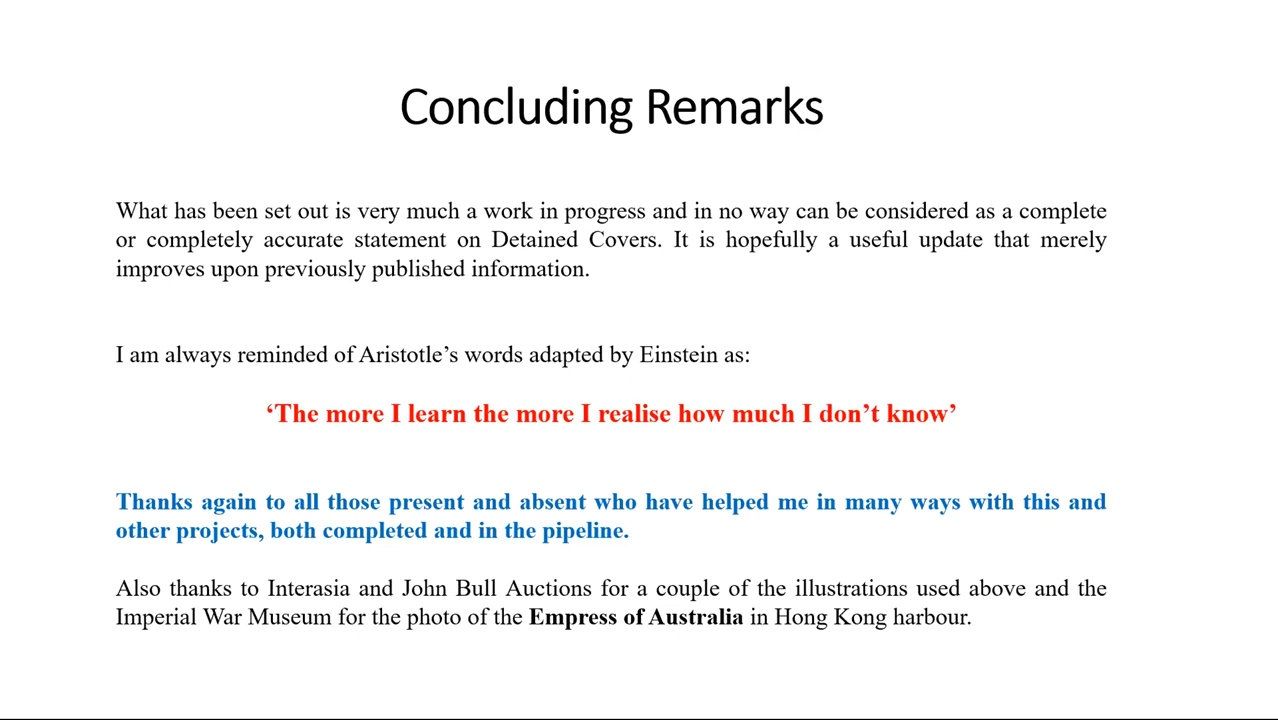 Concluding Remarks
What has been set out is very much a work in progress and in no way can be considered as a complete
or completely accurate statement on Detained Covers. It is hopefully a useful update that merely
improves upon previously published information.
I am always reminded of Aristotle’s words adapted by Einstein as:
‘The more I learn the more I realise how much I don’t know’
Thanks again to all those present and absent who have helped me in many ways with this and
other projects, both completed and in the pipeline.
Also thanks to Interasia and John Bull Auctions for a couple of the illustrations used above and the
Imperial War Museum for the photo of the Empress of Australia in Hong Kong harbour.